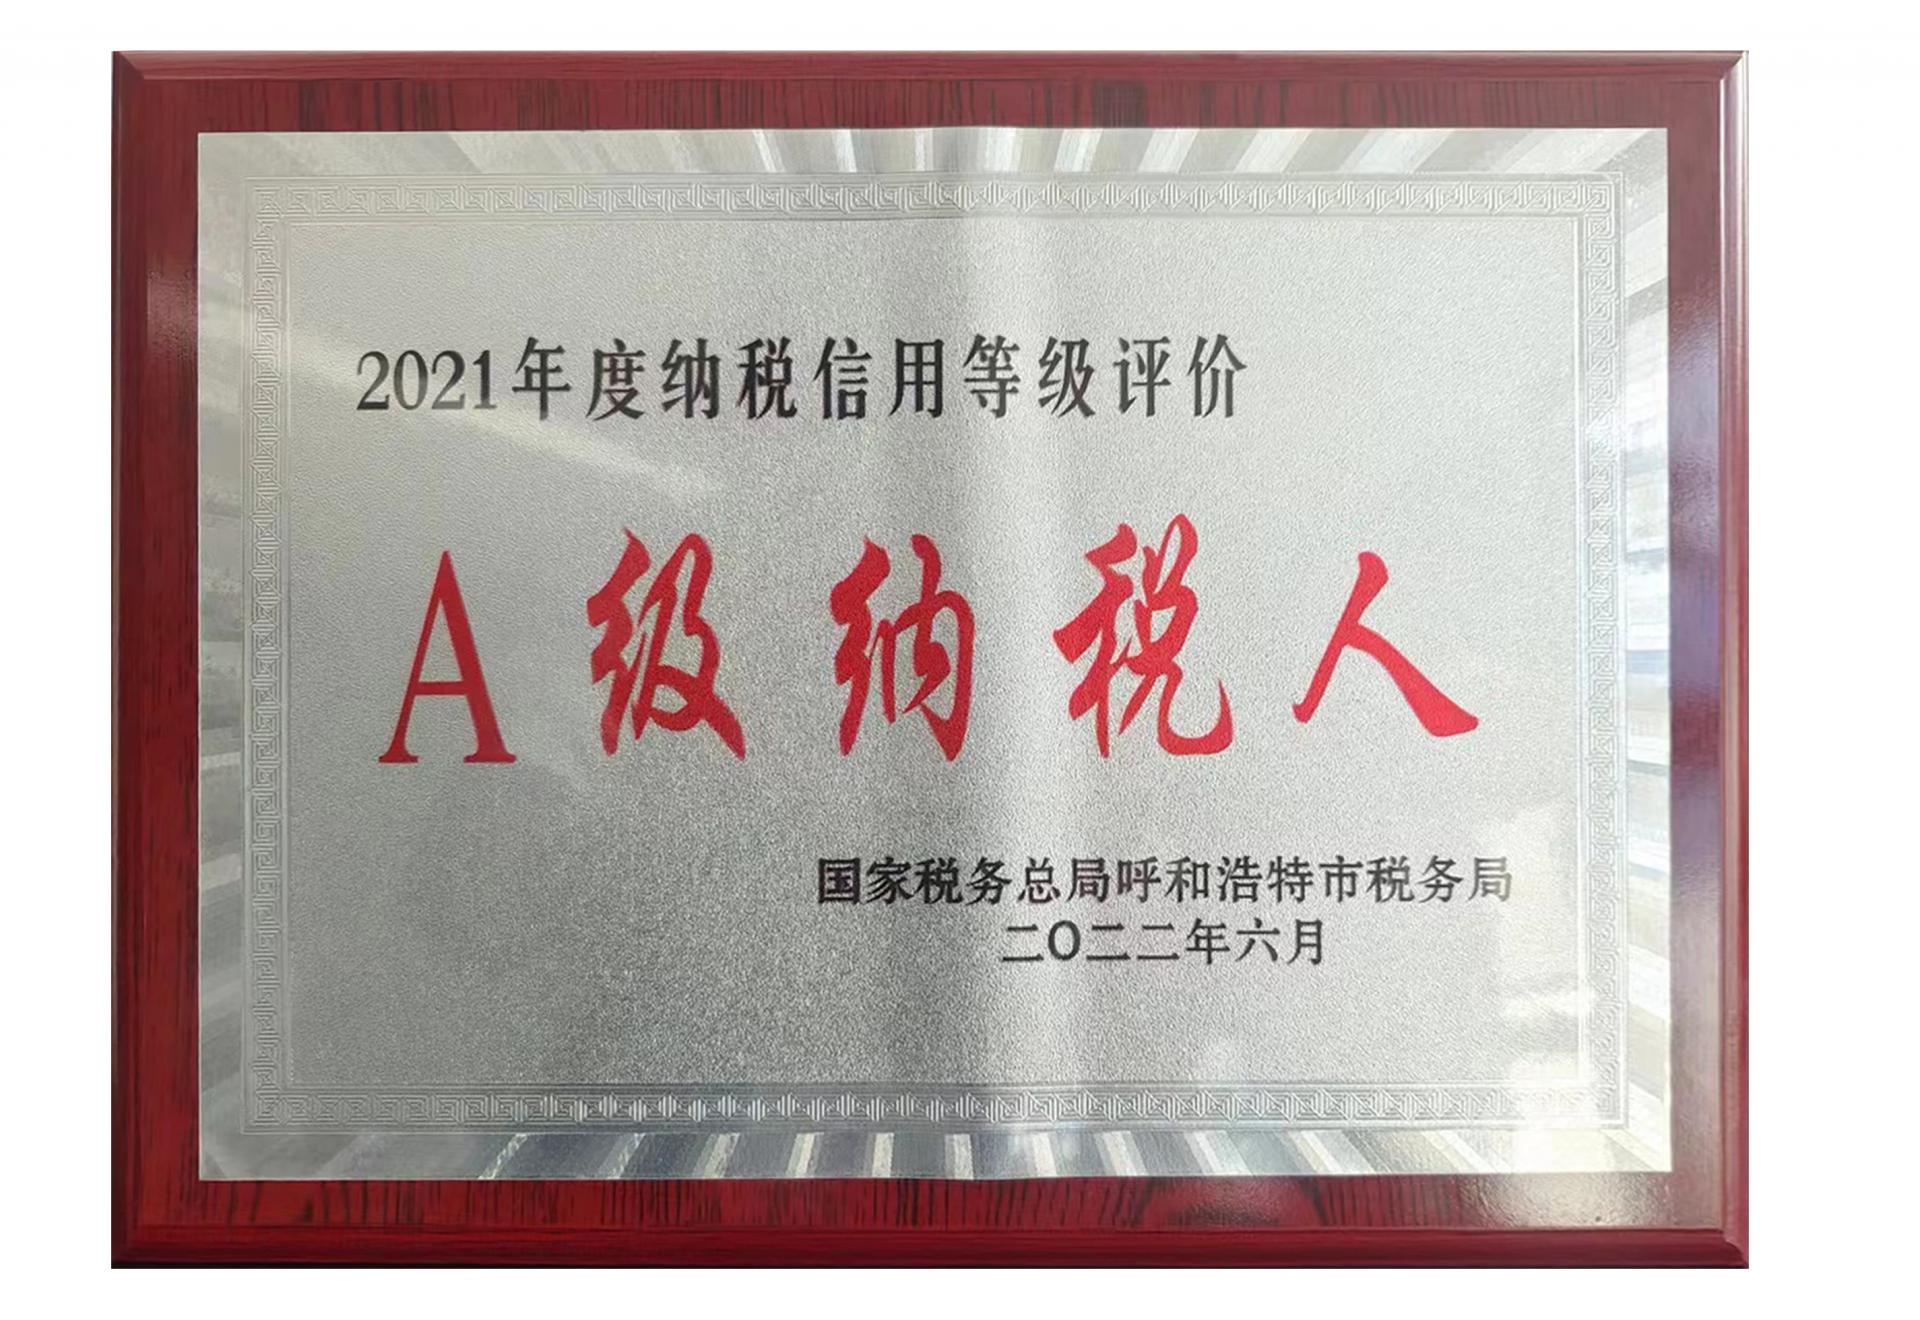 2021年度纳税信用等级评价
A级纳税人
国家税务总局呼和浩特市税务局
二〇二二年六月